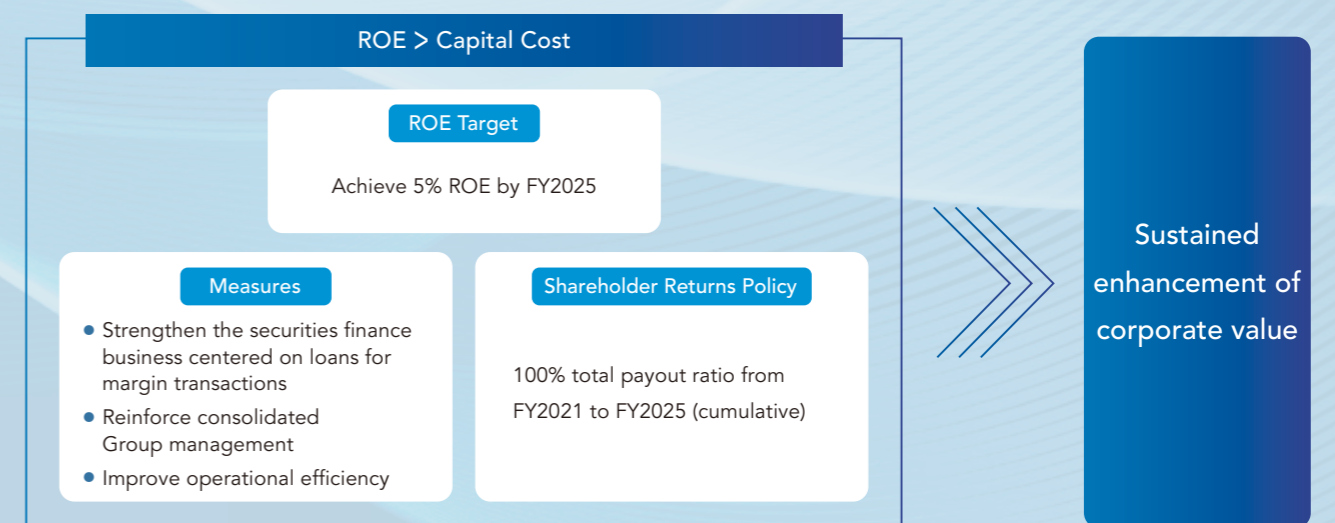 ROE > Capital Cost
ROE Target
Achieve 5% ROE by FY2025
Measures
• Strengthen the securities finance
business centered on loans for
margin transactions
• Reinforce consolidated
Group management
• Improve operational efficiency
Shareholder Returns Policy
100% total payout ratio from
FY2021 to FY2025 (cumulative)
Sustained
enhancement of
corporate value